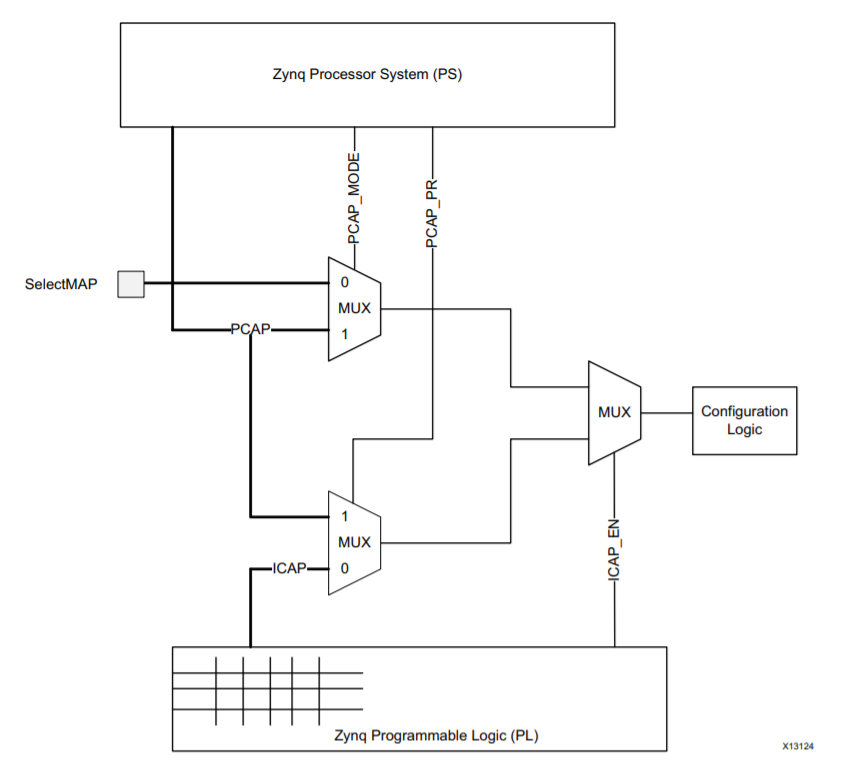 Zynq Processor System (PS)
PCAP_MODE
PCAP_PR
SelectMAP
0
MUX
PCAP
1
MUX
Configuration
Logic
1
MUX
ICAP
0
ICAP_EN
Zynq Programmable Logic (PL)
X13124